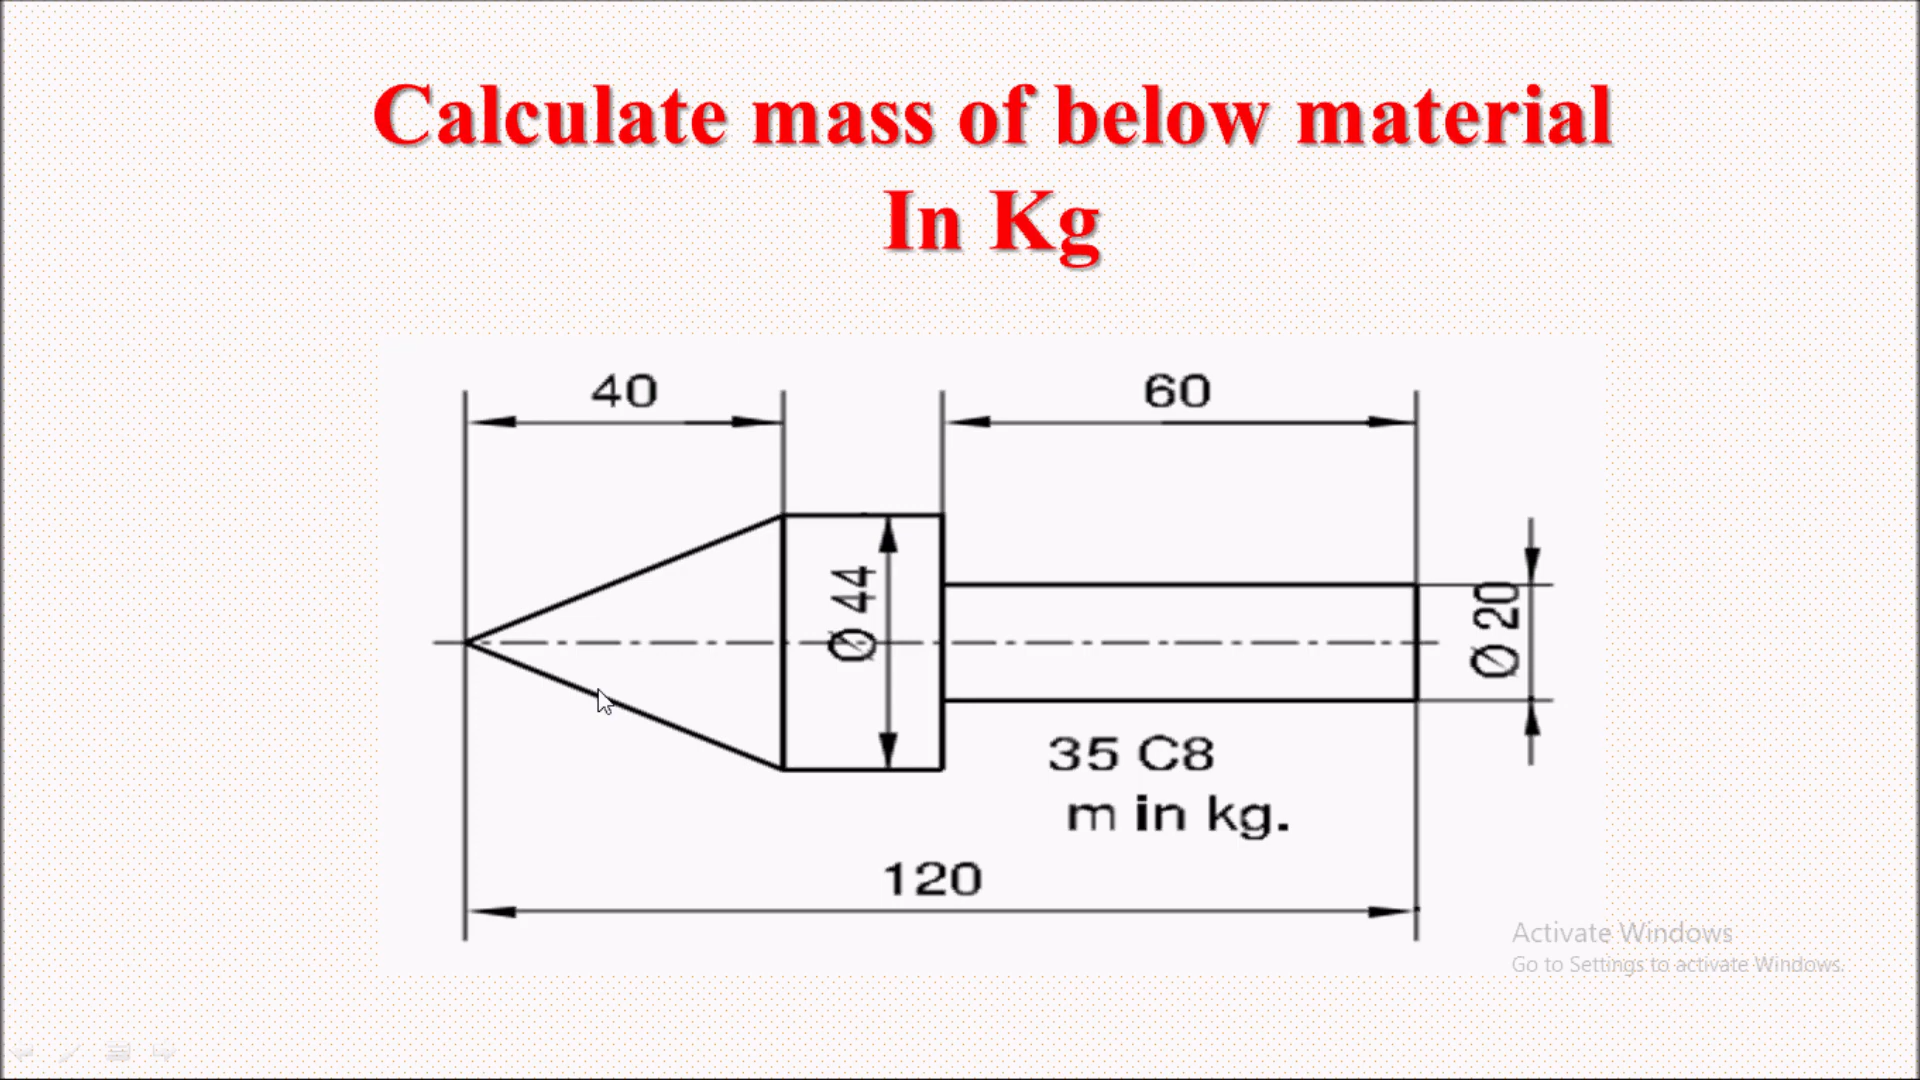 Calculate mass of below material
In Kg
40
60
Ø 44
Ø 20
35 C8
m in kg.
120
Activate Windows
Go to Settings to activate Windows.